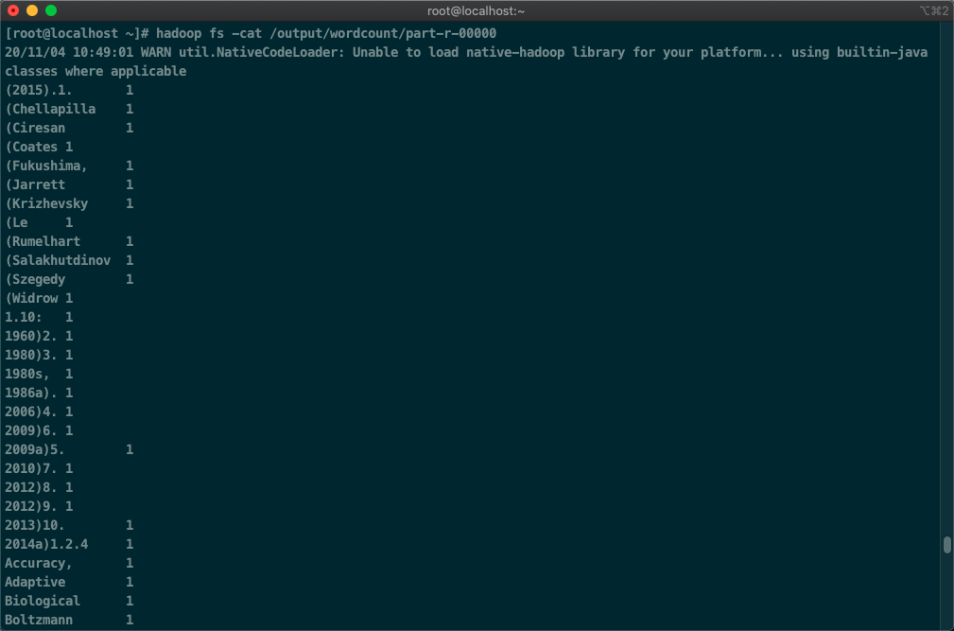 root@localhost:~
⌥⌘2
[root@localhost ~]# hadoop fs -cat /output/wordcount/part-r-00000
20/11/04 10:49:01 WARN util.NativeCodeLoader: Unable to load native-hadoop library for your platform... using builtin-java
classes where applicable
(2015).1. 1
(Chellapilla 1
(Ciresan 1
(Coates 1
(Fukushima, 1
(Jarrett 1
(Krizhevsky 1
(Le 1
(Rumelhart 1
(Salakhutdinov 1
(Szegedy 1
(Widrow 1
1.10: 1
1960)2. 1
1980)3. 1
1980s, 1
1986a). 1
2006)4. 1
2009)6. 1
2009a)5. 1
2010)7. 1
2012)8. 1
2012)9. 1
2013)10. 1
2014a)1.2.4 1
Accuracy, 1
Adaptive 1
Biological 1
Boltzmann 1